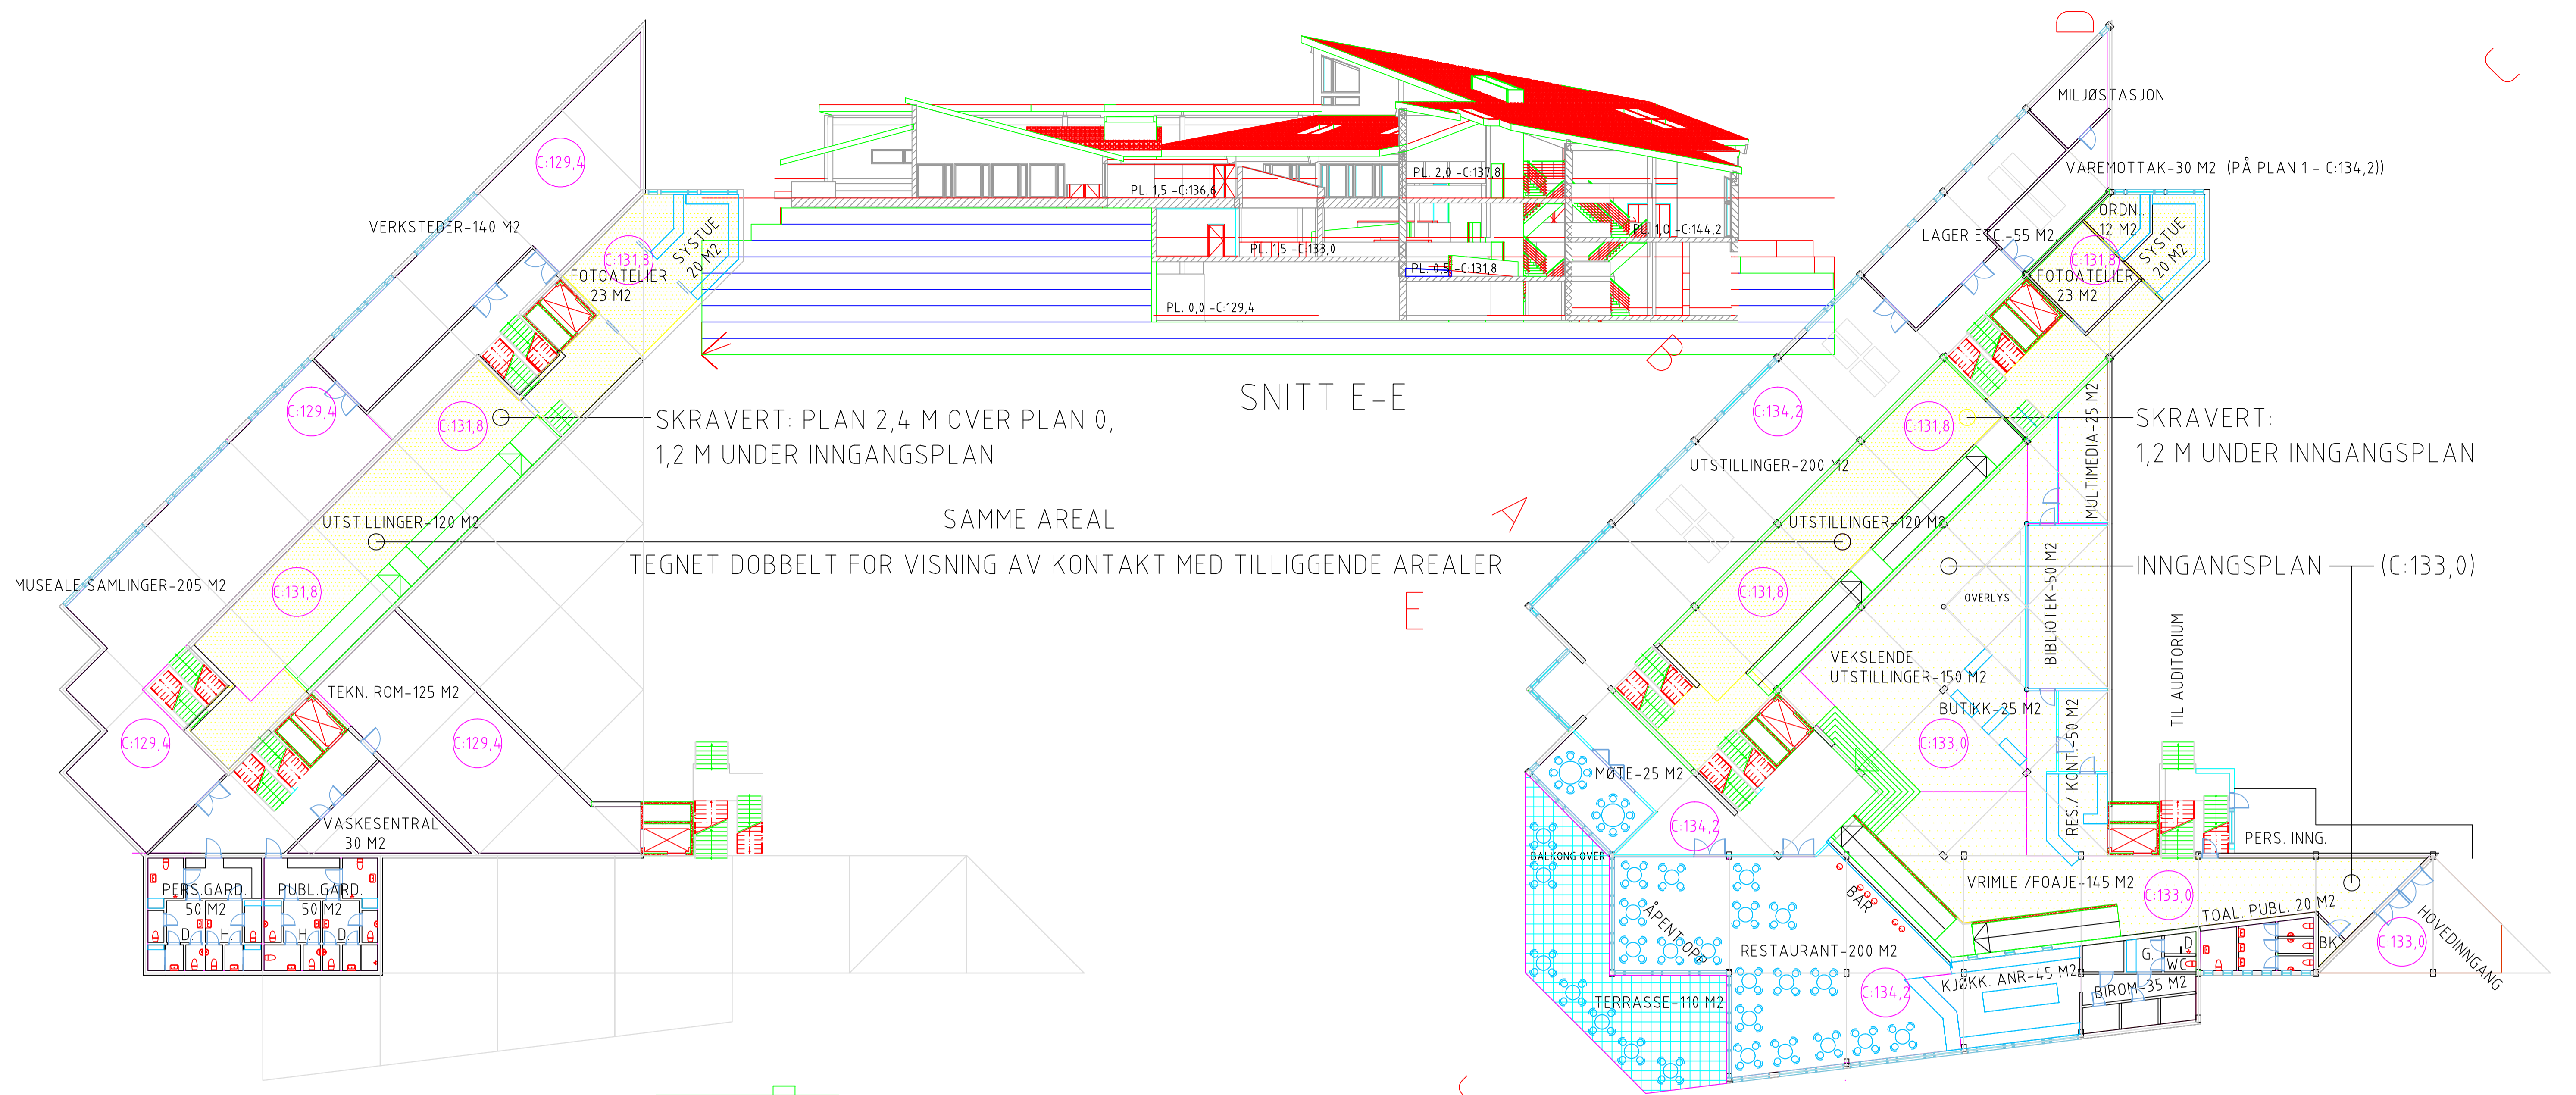 C:129,4
VERKSTEDER-140 M2
C:131,8
SYSTUE
20 M2
FOTOATELIER
23 M2
C:129,4
C:131,8
SKRAVERT: PLAN 2,4 M OVER PLAN 0,
1,2 M UNDER INNGANGSPLAN
UTSTILLINGER-120 M2
MUSEALE SAMLINGER-205 M2
C:131,8
TEKN. ROM-125 M2
C:129,4
C:129,4
VASKESENTRAL
30 M2
PERS.GARD.
50 M2
PUBL.GARD.
50 M2
D.
H.
H.
D.
PL. 2,0 -C:137,8
PL. 1,5 -C:136,6
PL. 1,0 -C:144,2
PL. 1,5 -C:133,0
PL. 0,5 -C:131,8
PL. 0,0 -C:129,4
SNITT E-E
SAMME AREAL
TEGNET DOBBELT FOR VISNING AV KONTAKT MED TILLIGGENDE AREALER
A
B
C
D
E
MILJØSTASJON
VAREMOTTAK-30 M2 (PÅ PLAN 1 - C:134,2))
ORDN.
12 M2
LAGER ETC.-55 M2
C:131,8
SYSTUE
20 M2
FOTOATELIER
23 M2
C:134,2
C:131,8
SKRAVERT:
1,2 M UNDER INNGANGSPLAN
MULTIMEDIA-25 M2
UTSTILLINGER-200 M2
UTSTILLINGER-120 M2
INNGANGSPLAN
(C:133,0)
C:131,8
OVERLYS
BIBLIOTEK-50 M2
VEKSLENDE
UTSTILLINGER-150 M2
TIL AUDITORIUM
BUTIKK-25 M2
RES./ KONT.-50 M2
C:133,0
MØTE-25 M2
C:134,2
PERS. INNG.
BALKONG OVER
VRIMLE /FOAJE-145 M2
C:133,0
BAR
ÅPENT OPP
TOAL. PUBL. 20 M2
HOVEDINNGANG
C:133,0
RESTAURANT-200 M2
BK
G.
D.
WC
KJØKK. ANR-45 M2
BIROM-35 M2
C:134,2
TERRASSE-110 M2